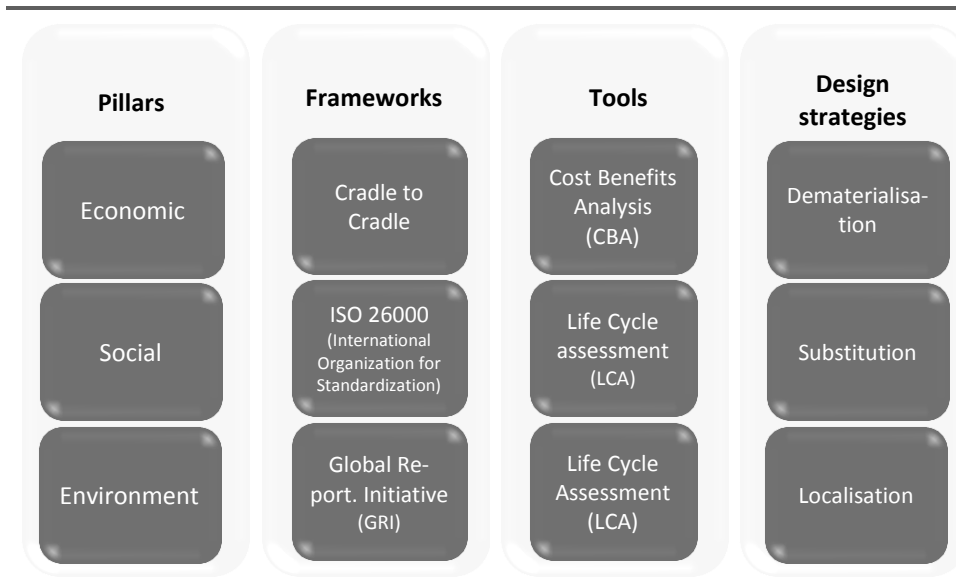 Pillars
Economic
Social
Environment
Frameworks
Cradle to
Cradle
ISO 26000
(International
Organization for
Standardization)
Global Re-
port. Initiative
(GRI)
Tools
Cost Benefits
Analysis
(CBA)
Life Cycle
assessment
(LCA)
Life Cycle
Assessment
(LCA)
Design
strategies
Dematerialisa-
tion
Substitution
Localisation